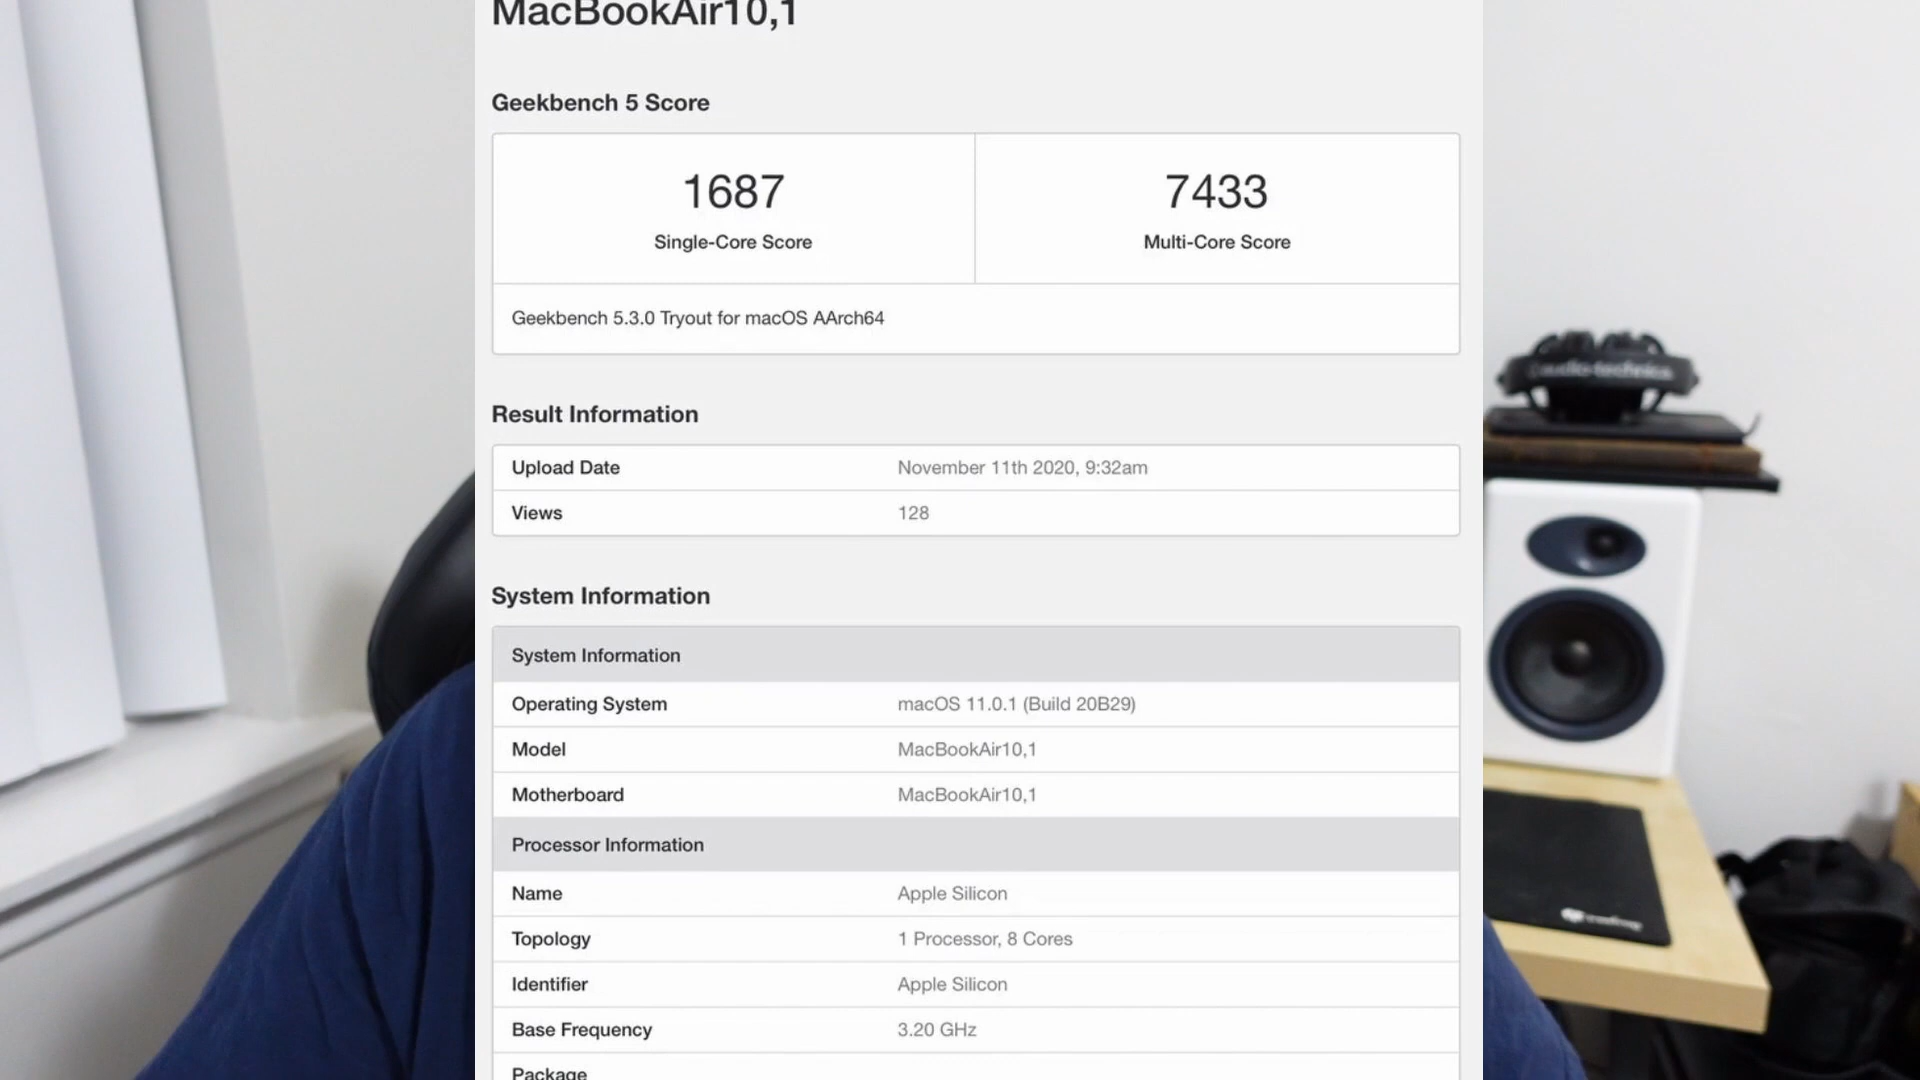 MacBookAir10,1
Geekbench 5 Score
1687
Single-Core Score
7433
Multi-Core Score
Geekbench 5.3.0 Tryout for macOS AArch64
Result Information
Upload Date November 11th 2020, 9:32am
Views 128
System Information
System Information
Operating System macOS 11.0.1 (Build 20B29)
Model MacBookAir10,1
Motherboard MacBookAir10,1
Processor Information
Name Apple Silicon
Topology 1 Processor, 8 Cores
Identifier Apple Silicon
Base Frequency 3.20 GHz
Package
audio-technica